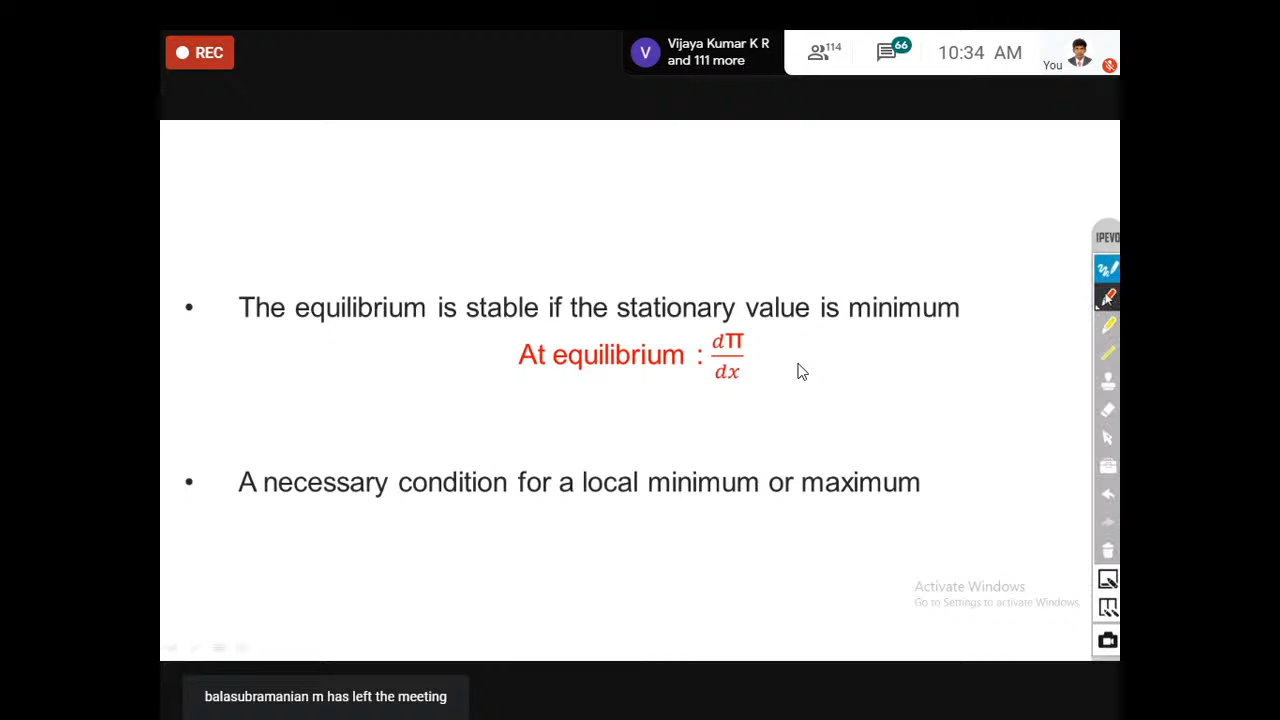 REC
V
Vijaya Kumar K R
and 111 more
114
66
10:34 AM
You
IPEVO
• The equilibrium is stable if the stationary value is minimum
At equilibrium : dΠ/dx
• A necessary condition for a local minimum or maximum
Activate Windows
Go to Settings to activate Windows.
balasubramanian m has left the meeting